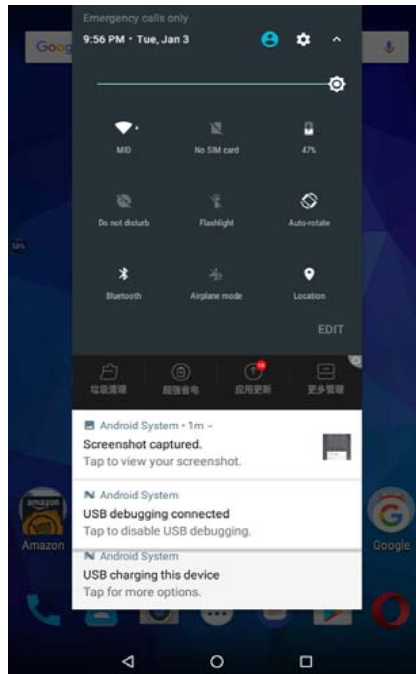 Emergency calls only
9:56 PM • Tue, Jan 3
Goog
MID
No SIM card
47%
Do not disturb
Flashlight
Auto-rotate
Bluetooth
Airplane mode
Location
EDIT
垃圾清理
超强省电
应用更新
更多管理
Android System • 1m
Screenshot captured.
Tap to view your screenshot.
Android System
USB debugging connected
Tap to disable USB debugging.
Android System
USB charging this device
Tap for more options.
amazon
Amazon
Google